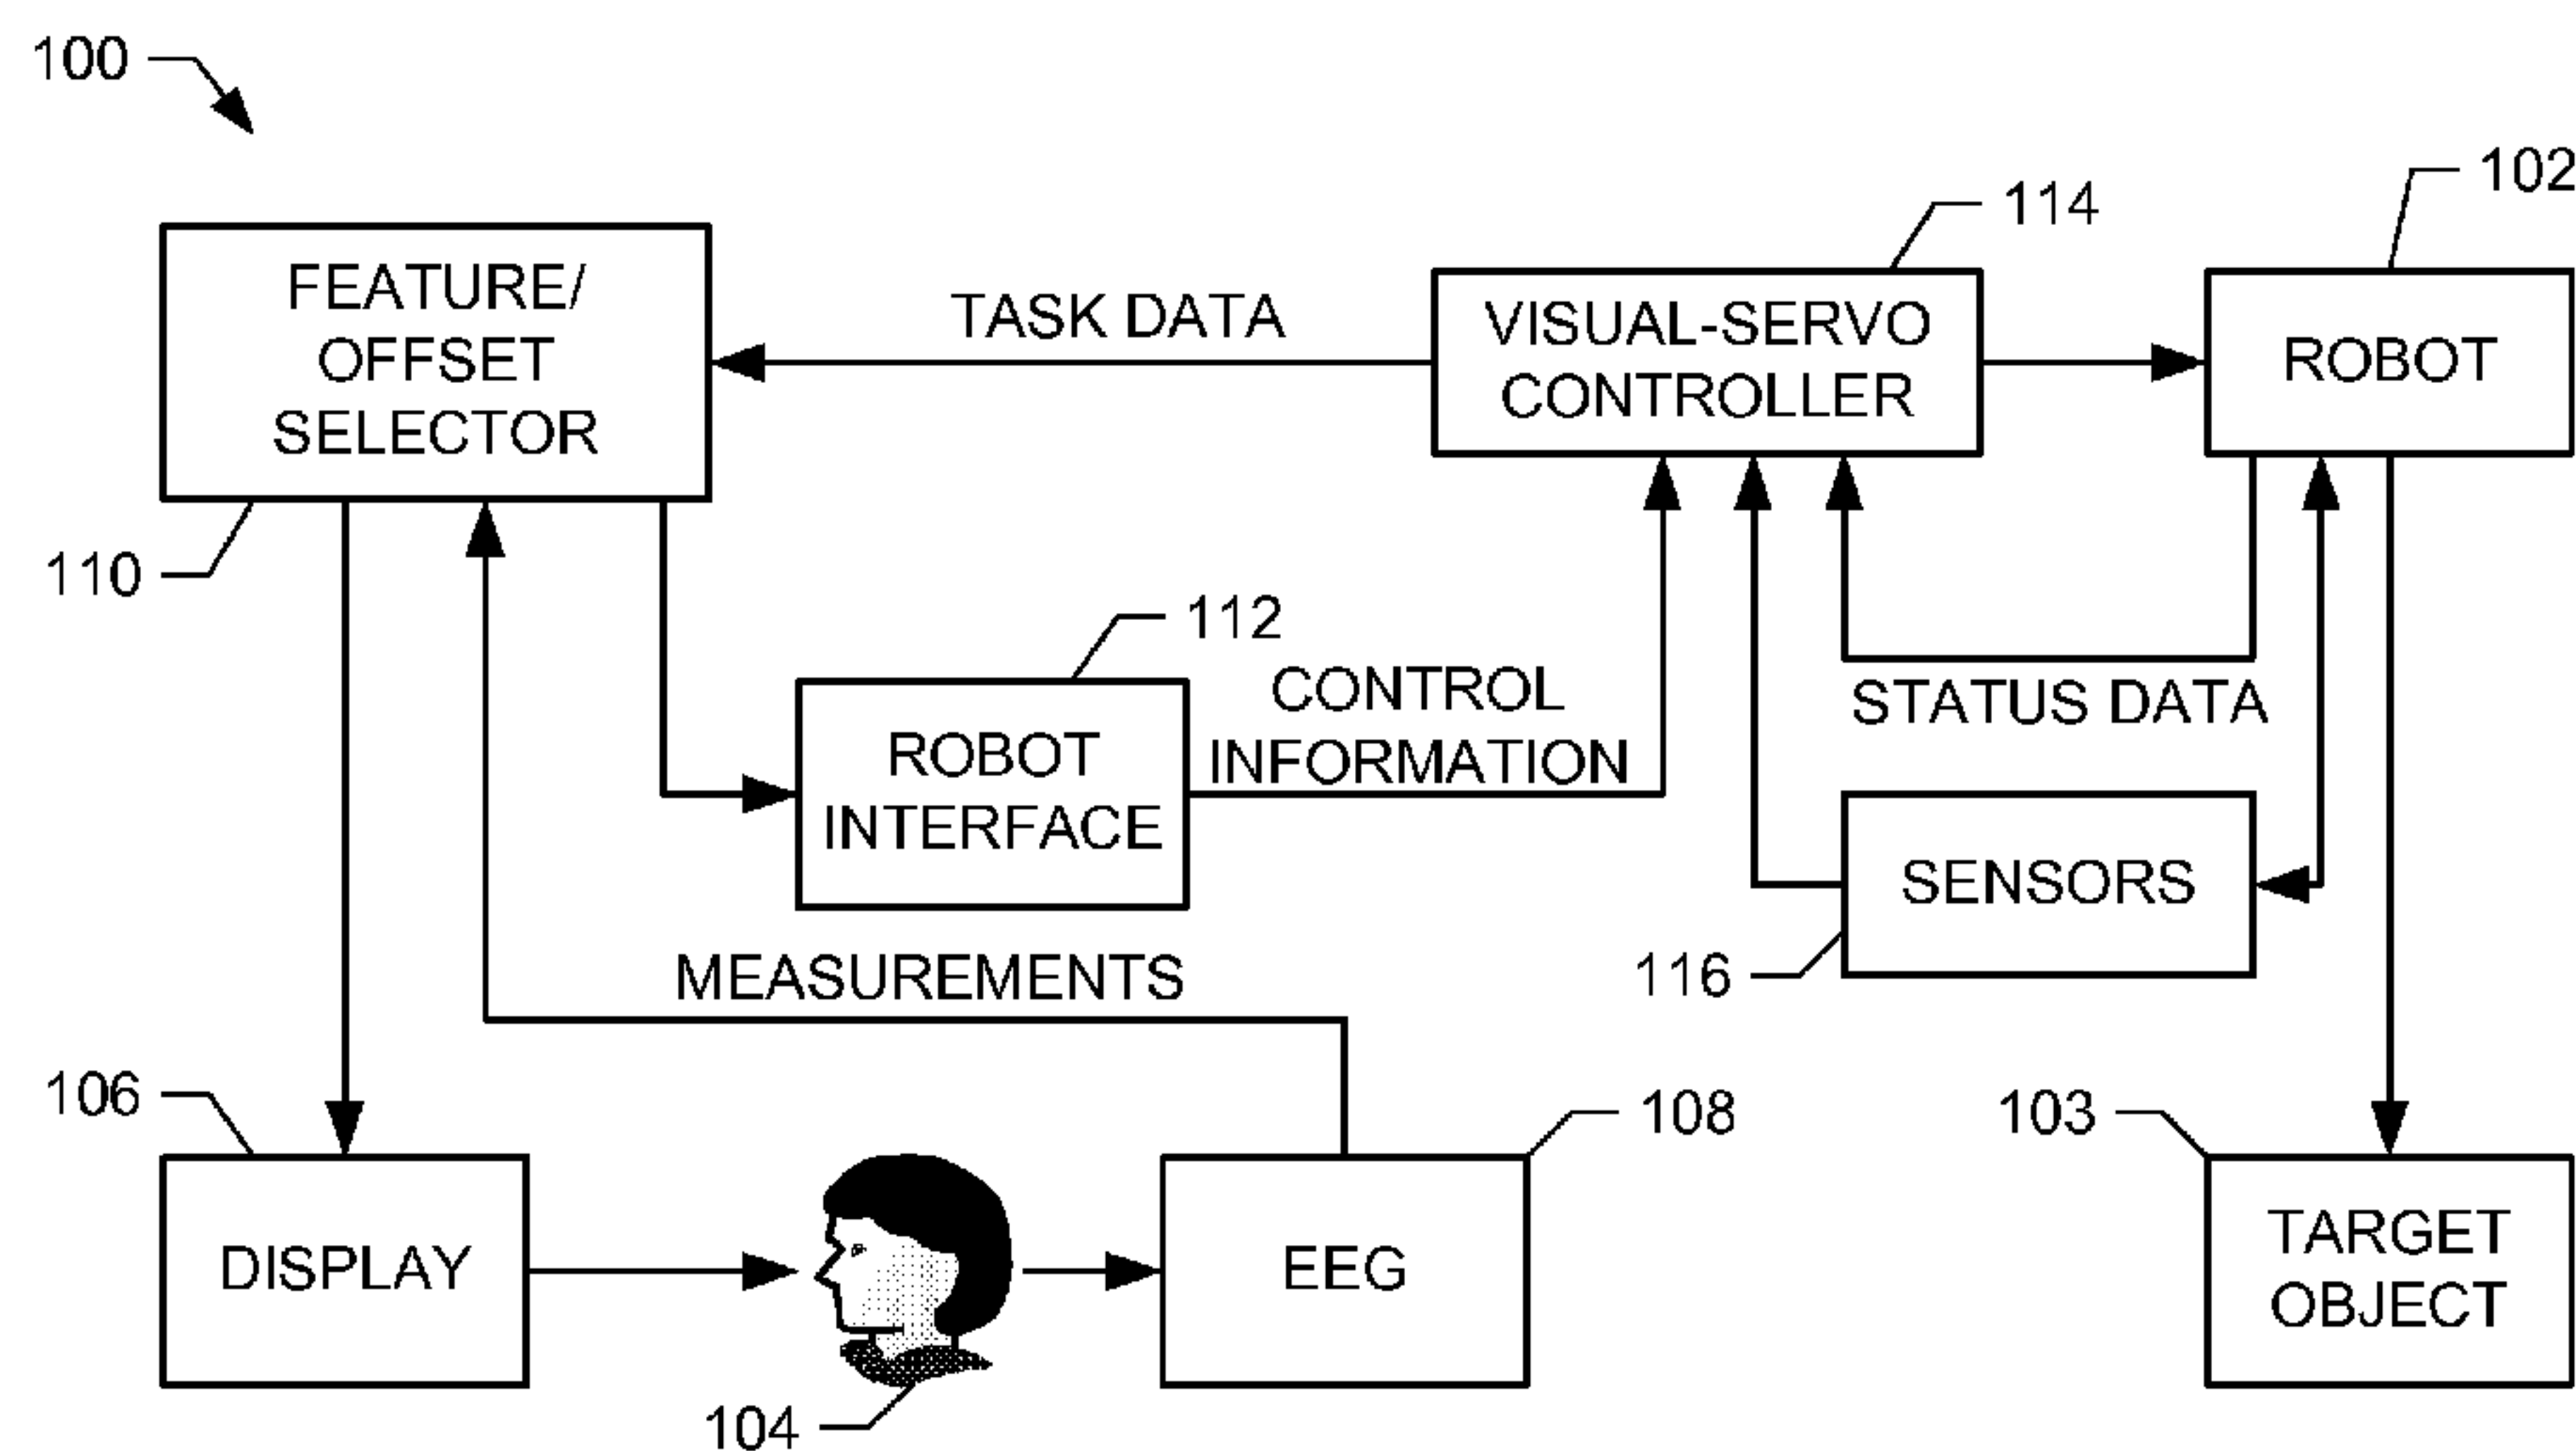 100
102
114
FEATURE/
OFFSET
SELECTOR
TASK DATA
VISUAL-SERVO
CONTROLLER
ROBOT
110
112
ROBOT
INTERFACE
CONTROL
INFORMATION
STATUS DATA
SENSORS
116
MEASUREMENTS
106
108
103
DISPLAY
EEG
TARGET
OBJECT
104